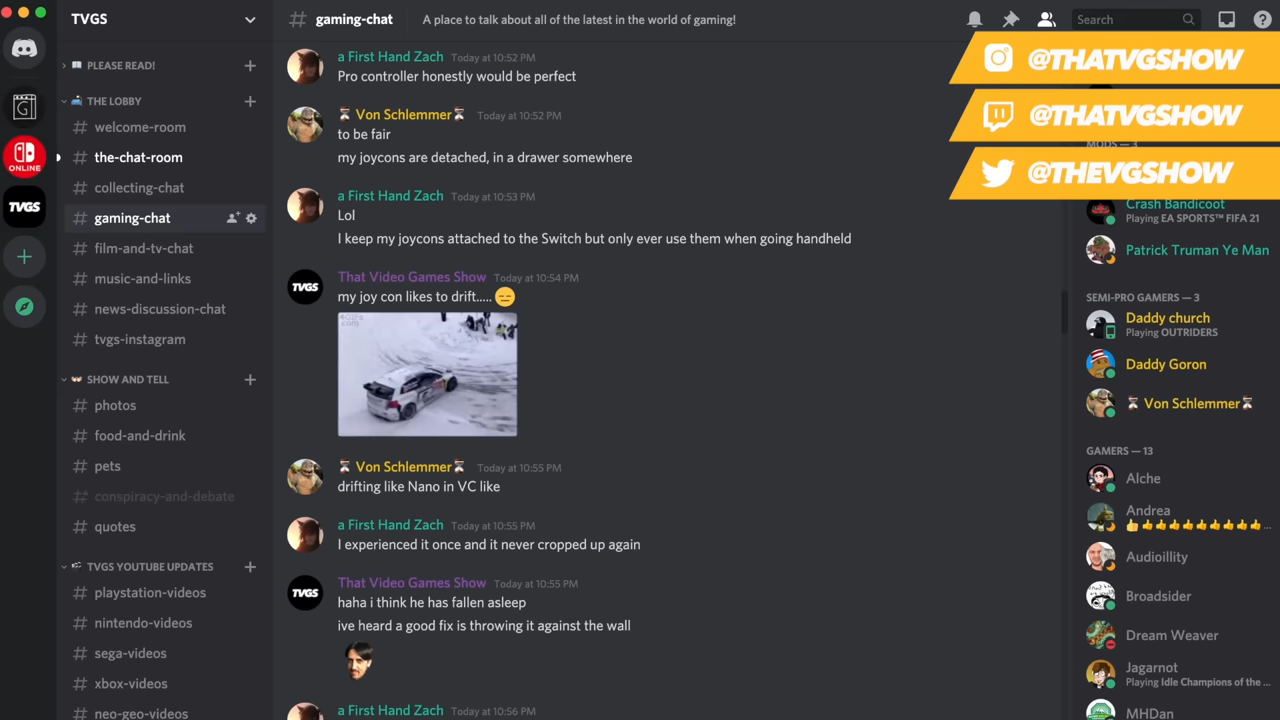 TVGS
PLEASE READ!
THE LOBBY
welcome-room
the-chat-room
collecting-chat
gaming-chat
film-and-tv-chat
music-and-links
news-discussion-chat
tvgs-instagram
SHOW AND TELL
photos
food-and-drink
pets
conspiracy-and-debate
quotes
TVGS YOUTUBE UPDATES
playstation-videos
nintendo-videos
sega-videos
xbox-videos
neo-geo-videos
ONLINE
TVGS
gaming-chat
A place to talk about all of the latest in the world of gaming!
Search
a First Hand Zach Today at 10:52 PM
Pro controller honestly would be perfect
Von Schlemmer Today at 10:52 PM
to be fair
my joycons are detached, in a drawer somewhere
a First Hand Zach Today at 10:53 PM
Lol
I keep my joycons attached to the Switch but only ever use them when going handheld
TVGS
That Video Games Show Today at 10:54 PM
my joy con likes to drift.....
Von Schlemmer Today at 10:55 PM
drifting like Nano in VC like
a First Hand Zach Today at 10:55 PM
I experienced it once and it never cropped up again
TVGS
That Video Games Show Today at 10:55 PM
haha i think he has fallen asleep
ive heard a good fix is throwing it against the wall
a First Hand Zach Today at 10:56 PM
@THATVGSHOW
@THATVGSHOW
@THEVGSHOW
MODS — 3
Crash Bandicoot
Playing EA SPORTS™ FIFA 21
Patrick Truman Ye Man
SEMI-PRO GAMERS — 3
Daddy church
Playing OUTRIDERS
Daddy Goron
Von Schlemmer
GAMERS — 13
Alche
Andrea
Audioillity
Broadsider
Dream Weaver
Jagarnot
Playing Idle Champions of the ...
MHDan